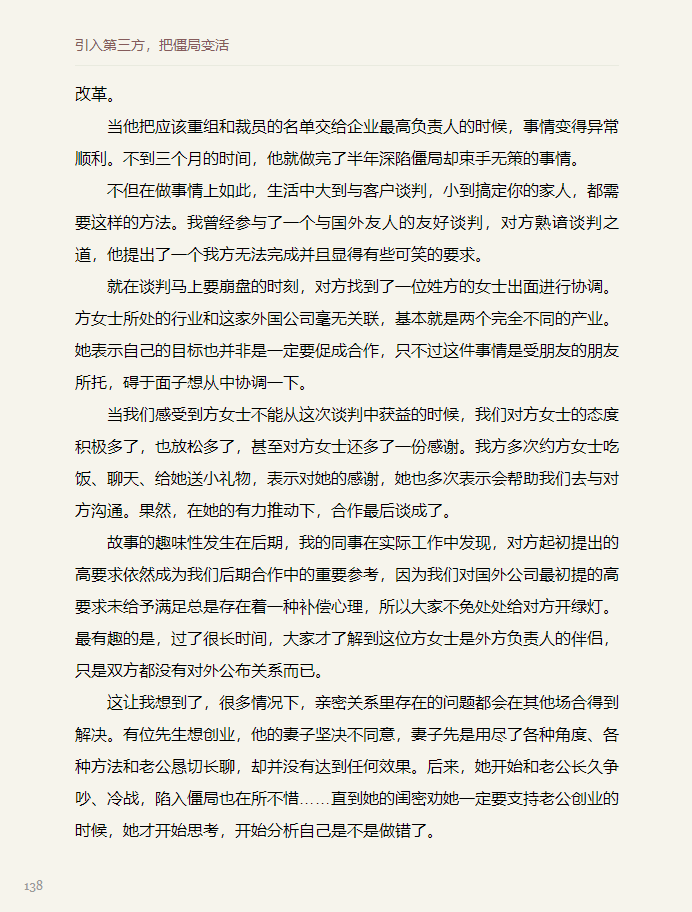 引入第三方，把僵局变活
改革。
当他把应该重组和裁员的名单交给企业最高负责人的时候，事情变得异常
顺利。不到三个月的时间，他就做完了半年深陷僵局却束手无策的事情。
不但在做事情上如此，生活中大到与客户谈判，小到搞定你的家人，都需
要这样的方法。我曾经参与了一个与国外友人的友好谈判，对方熟谙谈判之
道，他提出了一个我方无法完成并且显得有些可笑的要求。
就在谈判马上要崩盘的时刻，对方找到了一位姓方的女士出面进行协调。
方女士所处的行业和这家外国公司毫无关联，基本就是两个完全不同的产业。
她表示自己的目标也并非是一定要促成合作，只不过这件事情是受朋友的朋友
所托，碍于面子想从中协调一下。
当我们感受到方女士不能从这次谈判中获益的时候，我们对方女士的态度
积极多了，也放松多了，甚至对方女士还多了一份感谢。我方多次约方女士吃
饭、聊天、给她送小礼物，表示对她的感谢，她也多次表示会帮助我们去与对
方沟通。果然，在她的有力推动下，合作最后谈成了。
故事的趣味性发生在后期，我的同事在实际工作中发现，对方起初提出的
高要求依然成为我们后期合作中的重要参考，因为我们对国外公司最初提的高
要求未给予满足总是存在着一种补偿心理，所以大家不免处处给对方开绿灯。
最有趣的是，过了很长时间，大家才了解到这位方女士是外方负责人的伴侣，
只是双方都没有对外公布关系而已。
这让我想到了，很多情况下，亲密关系里存在的问题都会在其他场合得到
解决。有位先生想创业，他的妻子坚决不同意，妻子先是用尽了各种角度、各
种方法和老公恳切长聊，却并没有达到任何效果。后来，她开始和老公长久争
吵、冷战，陷入僵局也在所不惜……直到她的闺密劝她一定要支持老公创业的
时候，她才开始思考，开始分析自己是不是做错了。
138